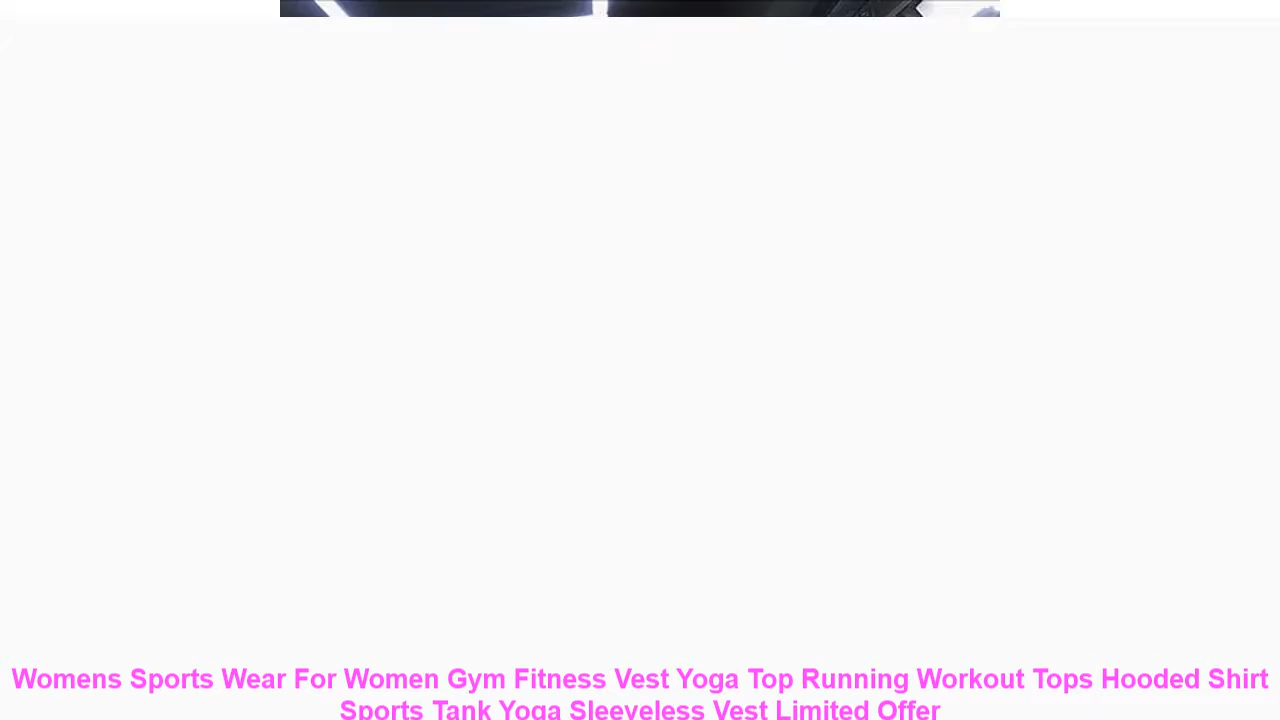 Womens Sports Wear For Women Gym Fitness Vest Yoga Top Running Workout Tops Hooded Shirt
Sports Tank Yoga Sleeveless Vest Limited Offer